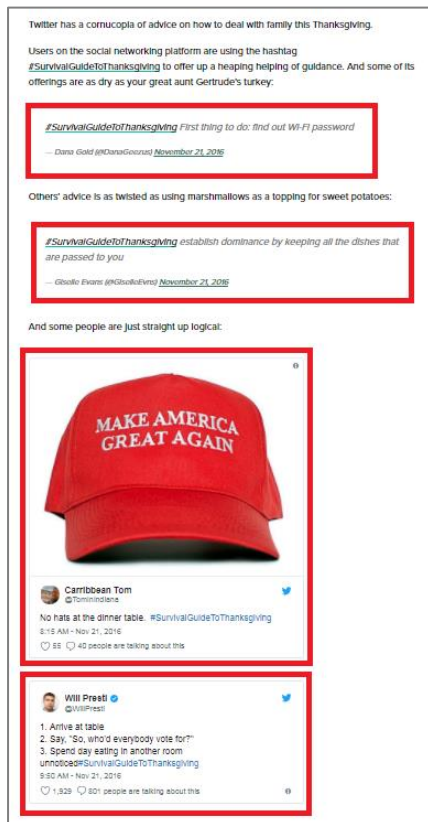 Twitter has a cornucopia of advice on how to deal with family this Thanksgiving.
Users on the social networking platform are using the hashtag
#SurvivalGuideToThanksgiving to offer up a heaping helping of guidance. And some of its
offerings are as dry as your great aunt Gertrude's turkey:
#SurvivalGuideToThanksgiving First thing to do: find out Wi-Fi password
— Dana Gold (@DanaGeezus) November 21, 2016
Others' advice is as twisted as using marshmallows as a topping for sweet potatoes:
#SurvivalGuideToThanksgiving establish dominance by keeping all the dishes that
are passed to you
— Giselle Evans (@GiselleEvns) November 21, 2016
And some people are just straight up logical:
MAKE AMERICA
GREAT AGAIN
Carribbean Tom
@TominIndiana
No hats at the dinner table. #SurvivalGuideToThanksgiving
8:15 AM - Nov 21, 2016
55 40 people are talking about this
Will Presti
@WillPresti
1. Arrive at table
2. Say, "So, who'd everybody vote for?"
3. Spend day eating in another room
unnoticed#SurvivalGuideToThanksgiving
9:50 AM - Nov 21, 2016
1,929 801 people are talking about this